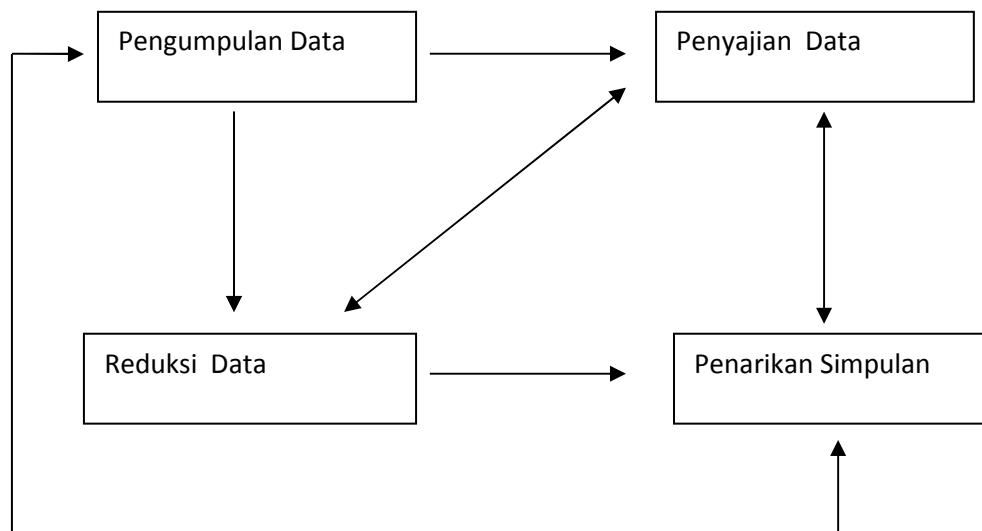 Pengumpulan Data
Penyajian Data
Reduksi Data
Penarikan Simpulan